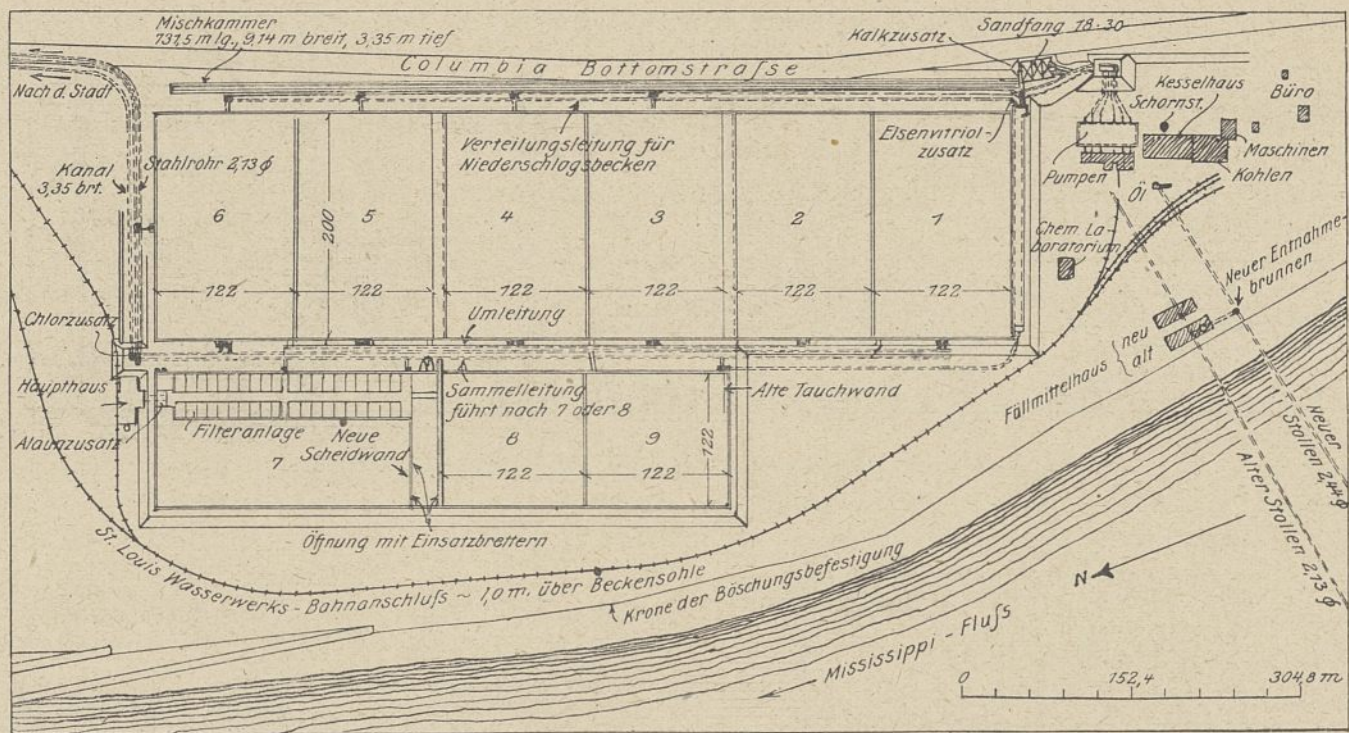 Mischkammer
731,5 m lg., 9,14 m breit, 3,35 m tief
Columbia Bottomstraſse
Kalkzusatz
Sandfang 18·30
Nach d. Stadt
Kesselhaus
Schornst.
Büro
Verteilungsleitung für
Niederschlagsbecken
Eisenvitriol-
zusatz
Maschinen
Kohlen
Pumpen
Öl
Kanal
3,35 brt.
Stahlrohr 2,13 ϕ
6
5
4
3
2
1
200
122
122
122
122
122
122
Chem. La-
boratorium
Neuer Entnahme-
brunnen
Chlorzusatz
Umleitung
Haupthaus
Alaunzusatz
Filteranlage
7
Neue
Scheidwand
Sammelleitung
führt nach 7 oder 8
Alte Tauchwand
8
9
122
122
122
Fällmittelhaus
neu
alt
Neuer
Stollen 2,44 ϕ
Alter Stollen 2,13 ϕ
Öffnung mit Einsatzbrettern
St. Louis Wasserwerks-Bahnanschluſs ~ 1,0 m. über Beckensohle
Krone der Böschungsbefestigung
N
Mississippi - Fluſs
0 152,4 304,8 m